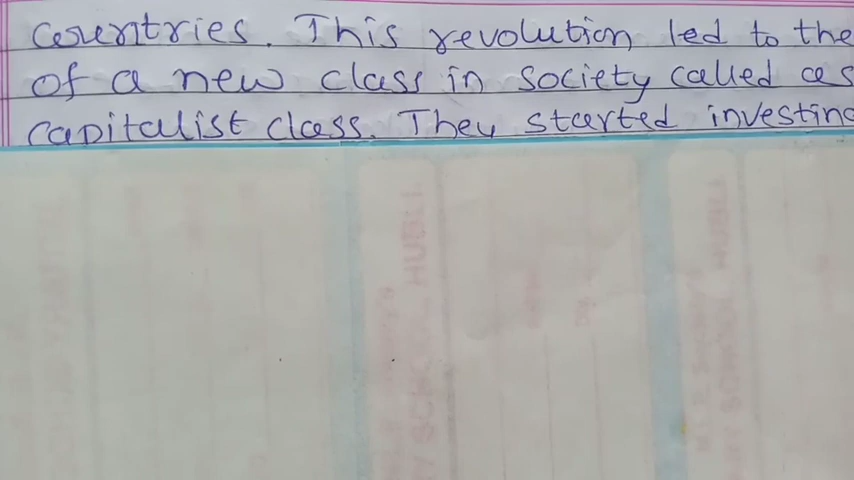 countries. This revolution led to the
of a new class in society called as
capitalist class. They started investing